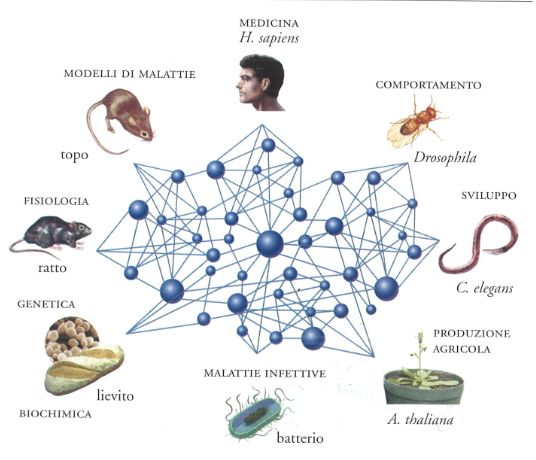 MEDICINA
H. sapiens
MODELLI DI MALATTIE
topo
COMPORTAMENTO
Drosophila
FISIOLOGIA
ratto
SVILUPPO
C. elegans
GENETICA
lievito
BIOCHIMICA
MALATTIE INFETTIVE
batterio
PRODUZIONE
AGRICOLA
A. thaliana